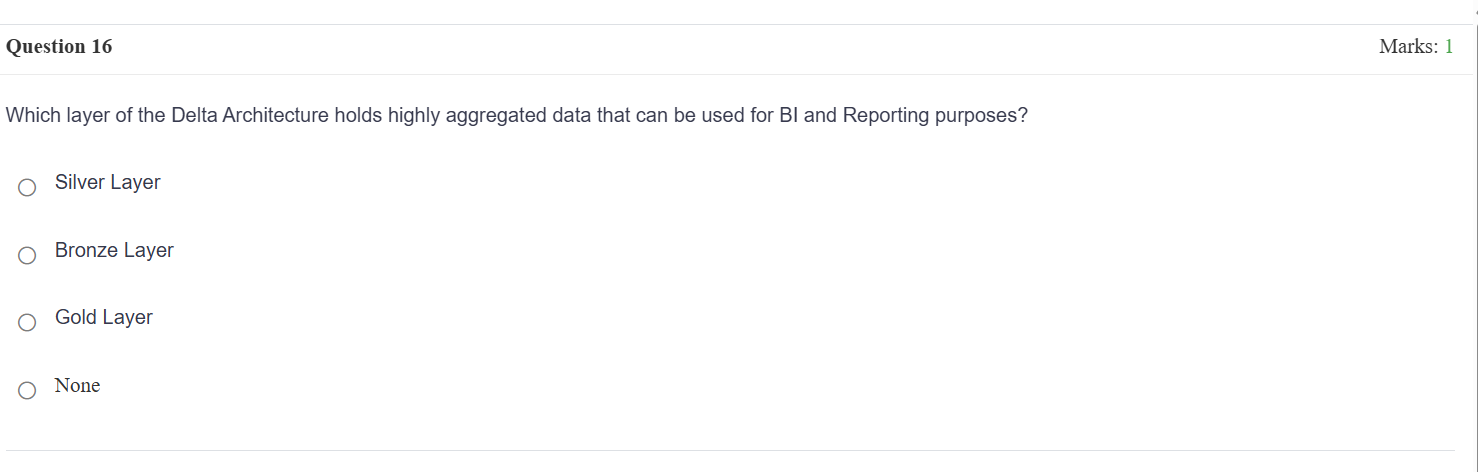 Question 16
Marks: 1
Which layer of the Delta Architecture holds highly aggregated data that can be used for BI and Reporting purposes?
Silver Layer
Bronze Layer
Gold Layer
None